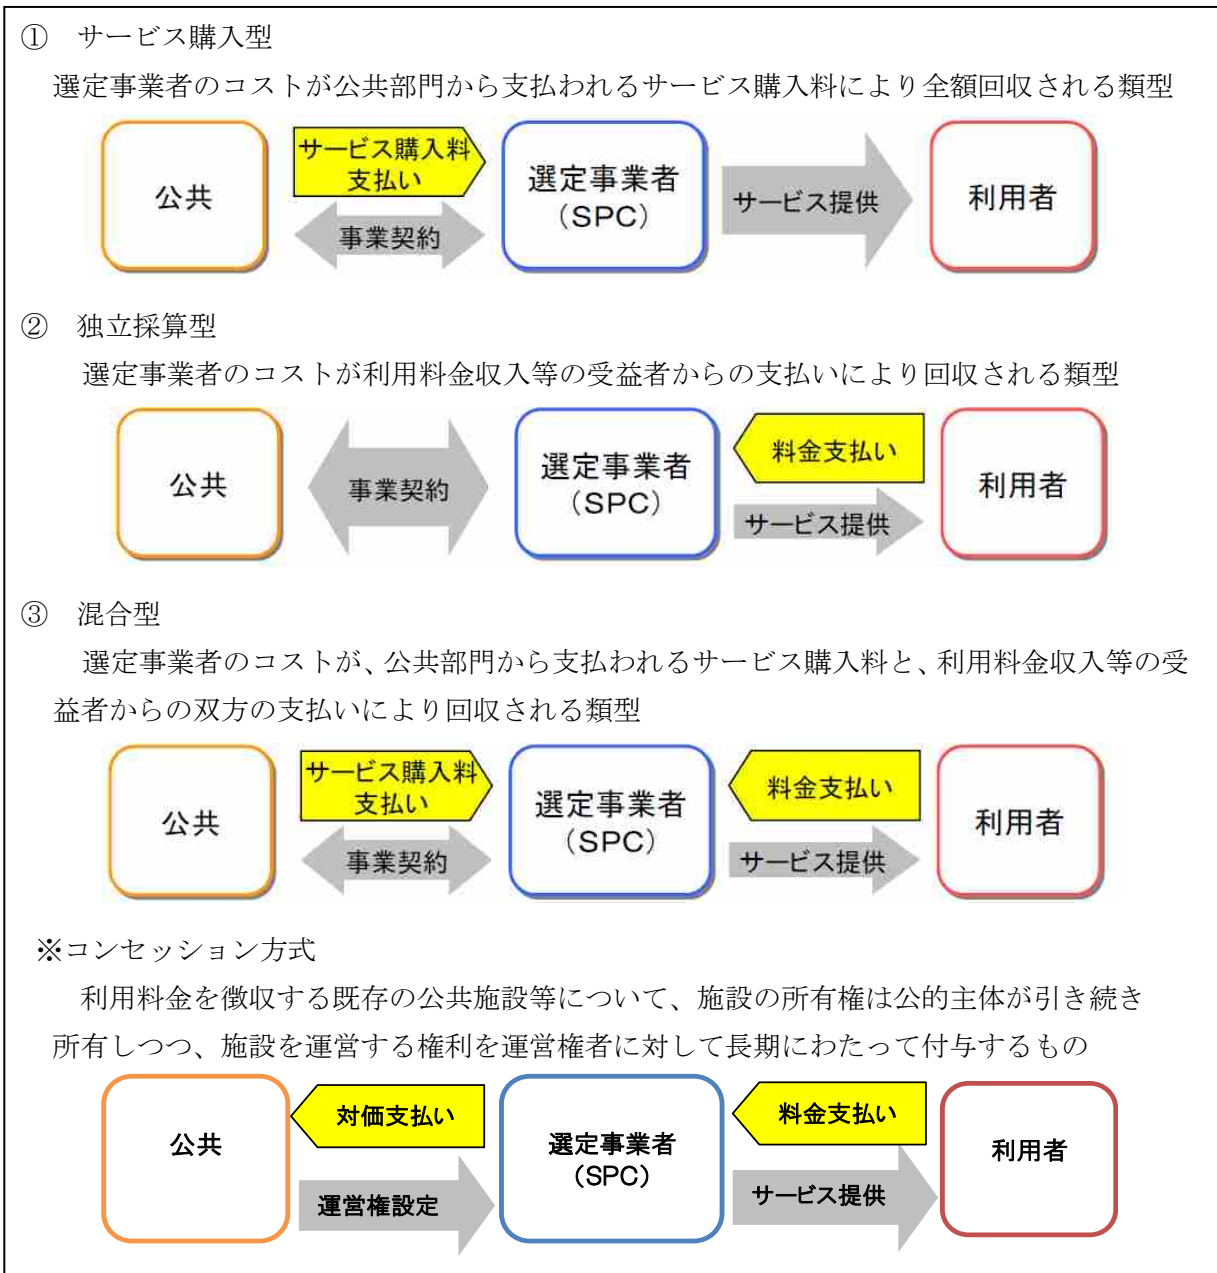 ① サービス購入型
選定事業者のコストが公共部門から支払われるサービス購入料により全額回収される類型
公共
サービス購入料
支払い
事業契約
選定事業者
(SPC)
サービス提供
利用者
② 独立採算型
選定事業者のコストが利用料金収入等の受益者からの支払いにより回収される類型
公共
事業契約
選定事業者
(SPC)
料金支払い
サービス提供
利用者
③ 混合型
選定事業者のコストが、公共部門から支払われるサービス購入料と、利用料金収入等の受
益者からの双方の支払いにより回収される類型
公共
サービス購入料
支払い
事業契約
選定事業者
(SPC)
料金支払い
サービス提供
利用者
※コンセッション方式
利用料金を徴収する既存の公共施設等について、施設の所有権は公的主体が引き続き
所有しつつ、施設を運営する権利を運営権者に対して長期にわたって付与するもの
公共
対価支払い
運営権設定
選定事業者
(SPC)
料金支払い
サービス提供
利用者